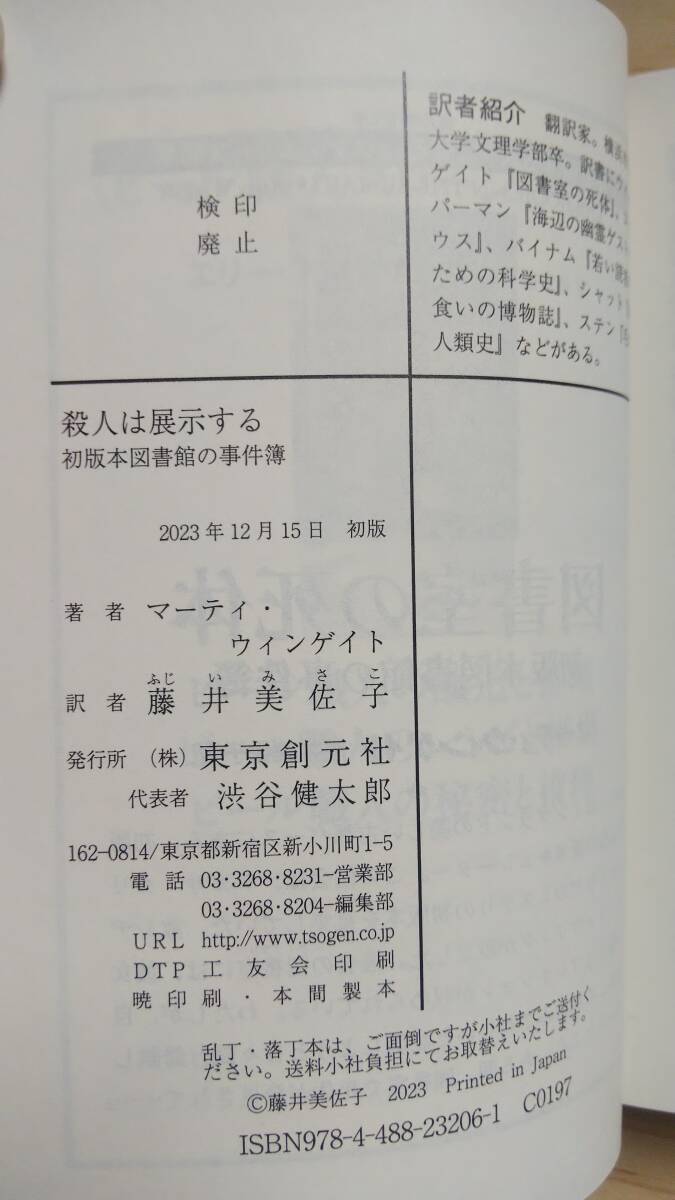 訳者紹介 翻訳家。横浜
大学文理学部卒。訳書にウ
ゲイト『図書室の死体』、
パーマン『海辺の幽霊ゲスト
ウス』、バイナム『若い読
ための科学史』、シャット
食いの博物誌』、ステン『
人類史』などがある。
検印
廃止
殺人は展示する
初版本図書館の事件簿
2023年12月15日 初版
著者 マーティ・
ウィンゲイト
ふじ い み さ こ
訳者 藤井美佐子
発行所 (株) 東京創元社
代表者 渋谷健太郎
162-0814/東京都新宿区新小川町1-5
電話 03・3268・8231-営業部
03・3268・8204-編集部
URL http://www.tsogen.co.jp
DTP 工友会印刷
暁印刷・本間製本
乱丁・落丁本は、ご面倒ですが小社までご送付く
ださい。送料小社負担にてお取替えいたします。
©藤井美佐子 2023 Printed in Japan
ISBN978-4-488-23206-1 C0197